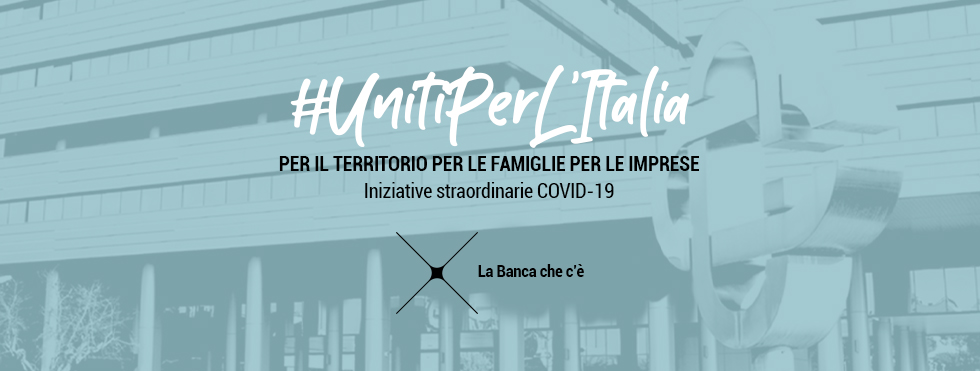 #UnitiPerL'Italia
PER IL TERRITORIO PER LE FAMIGLIE PER LE IMPRESE
Iniziative straordinarie COVID-19
La Banca che c'è